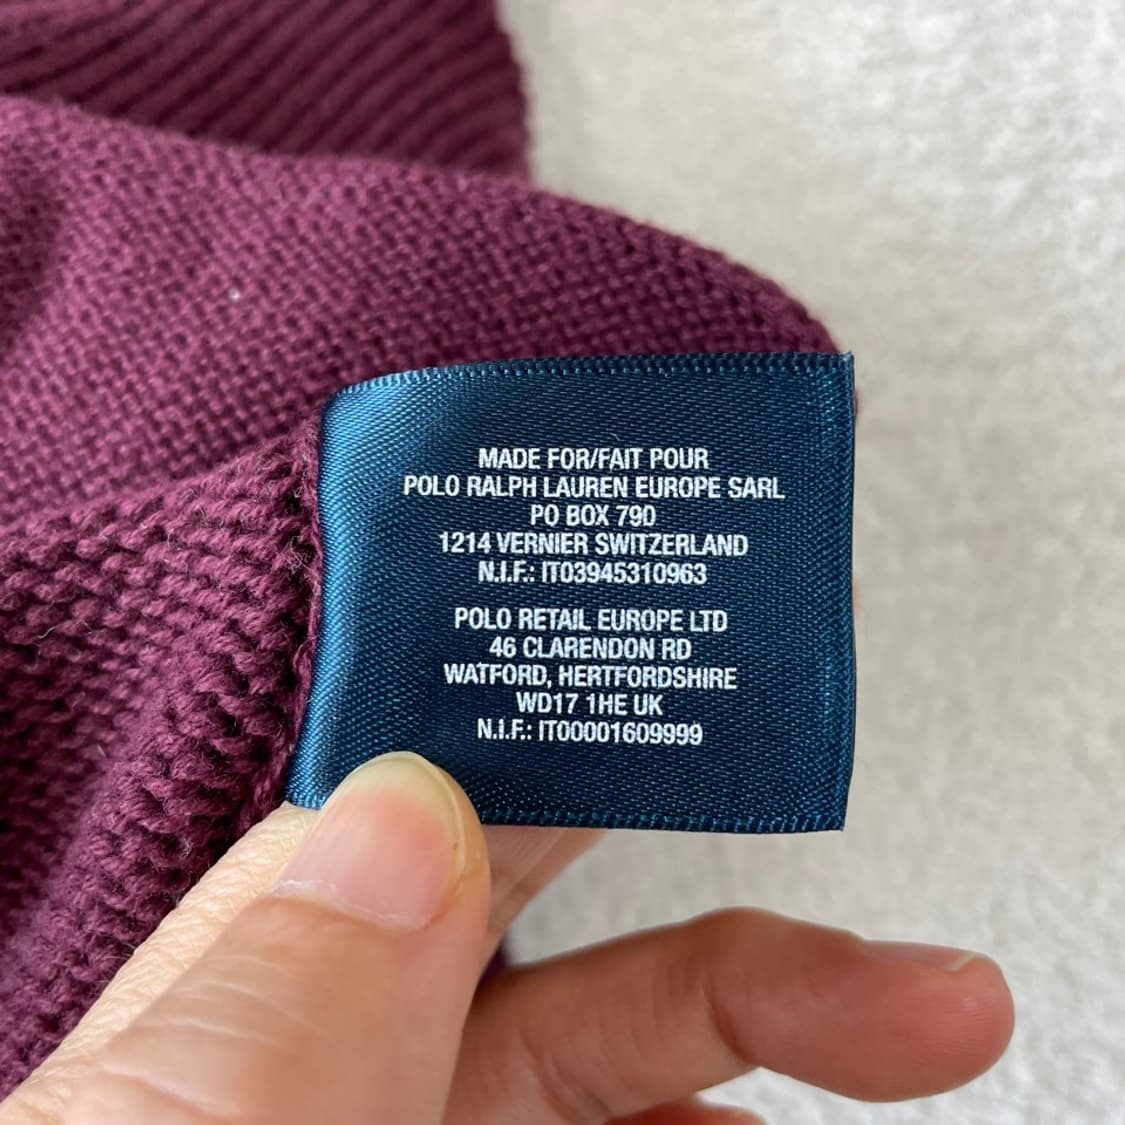 MADE FOR/FAIT POUR
POLO RALPH LAUREN EUROPE SARL
PO BOX 790
1214 VERNIER SWITZERLAND
N.I.F.: IT03945310963
POLO RETAIL EUROPE LTD
46 CLARENDON RD
WATFORD, HERTFORDSHIRE
WD17 1HE UK
N.I.F.: IT00001609999